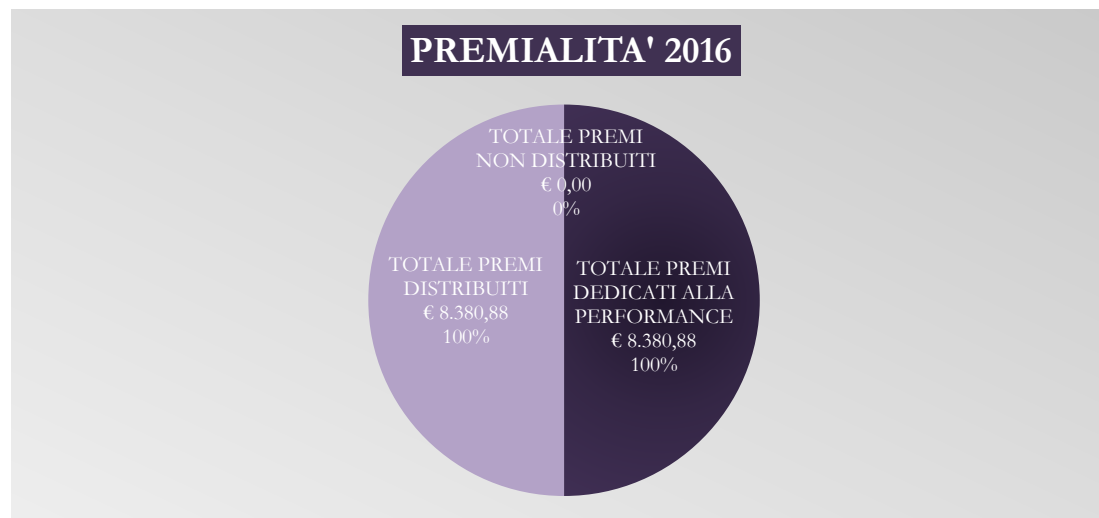 PREMIALITA' 2016
TOTALE PREMI
NON DISTRIBUITI
€ 0,00
0%
TOTALE PREMI
DISTRIBUITI
€ 8.380,88
100%
TOTALE PREMI
DEDICATI ALLA
PERFORMANCE
€ 8.380,88
100%